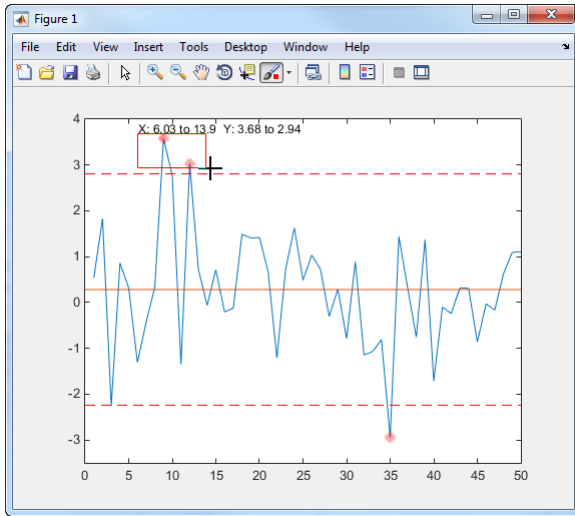 Figure 1
File Edit View Insert Tools Desktop Window Help
X: 6.03 to 13.9 Y: 3.68 to 2.94
4
3
2
1
0
-1
-2
-3
0 5 10 15 20 25 30 35 40 45 50